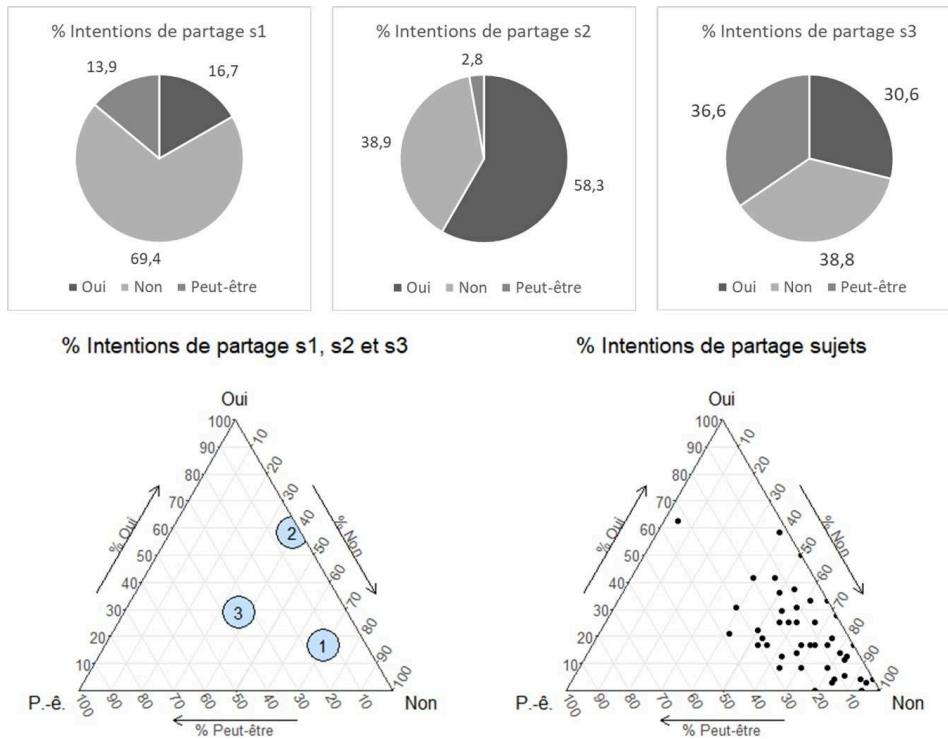 % Intentions de partage s1
13,9
16,7
69,4
Oui Non Peut-être
% Intentions de partage s2
2,8
38,9
58,3
Oui Non Peut-être
% Intentions de partage s3
36,6
30,6
38,8
Oui Non Peut-être
% Intentions de partage s1, s2 et s3
Oui
100
90
80
70
60
50
40
30
20
10
% Oui
10
20
30
40
50
60
70
80
90
100
% Non
2
3
1
P.-ê.
100 90 80 70 60 50 40 30 20 10
Non
% Peut-être
% Intentions de partage sujets
Oui
100
90
80
70
60
50
40
30
20
10
% Oui
10
20
30
40
50
60
70
80
90
100
% Non
P.-ê.
100 90 80 70 60 50 40 30 20 10
Non
% Peut-être